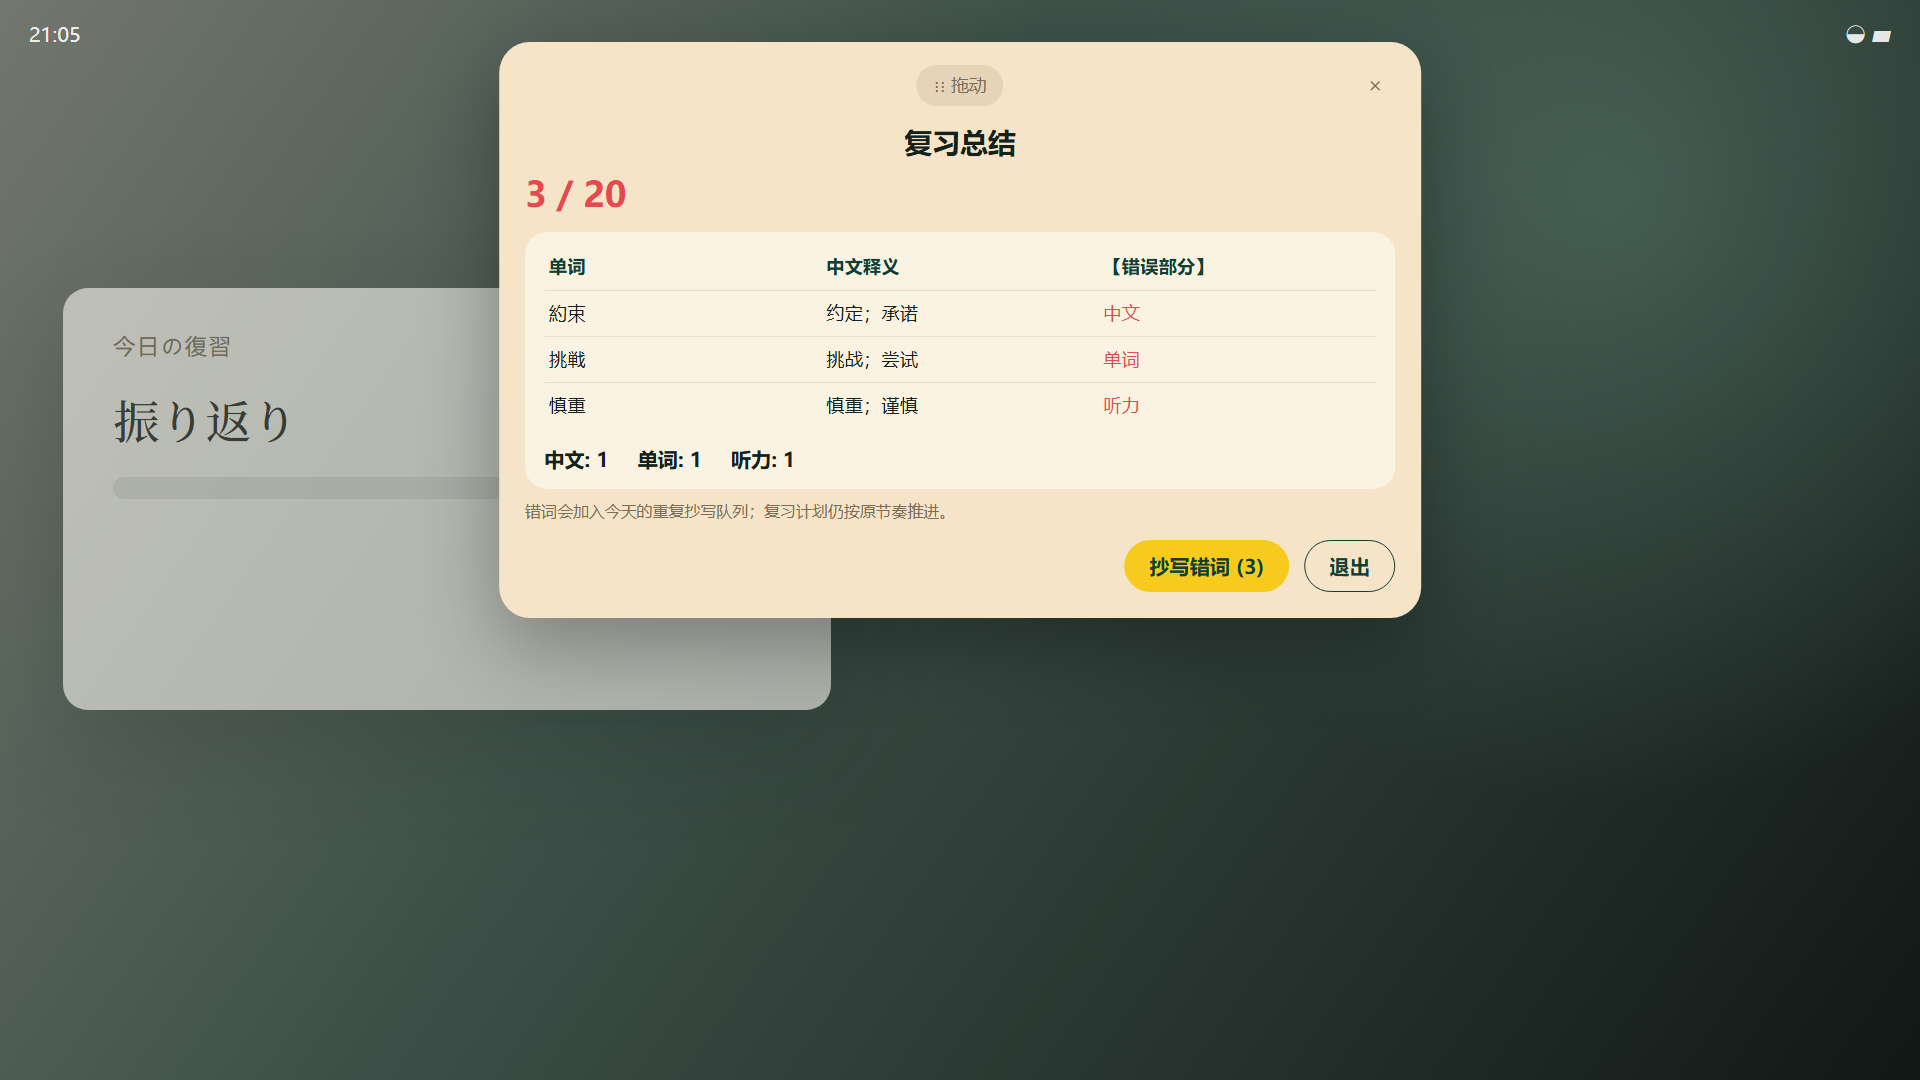 21:05
拖动
×
复习总结
3 / 20
单词 中文释义 【错误部分】
約束 约定；承诺 中文
挑戦 挑战；尝试 单词
慎重 慎重；谨慎 听力
中文: 1 单词: 1 听力: 1
错词会加入今天的重复抄写队列；复习计划仍按原节奏推进。
抄写错词 (3) 退出
今日の復習
振り返り